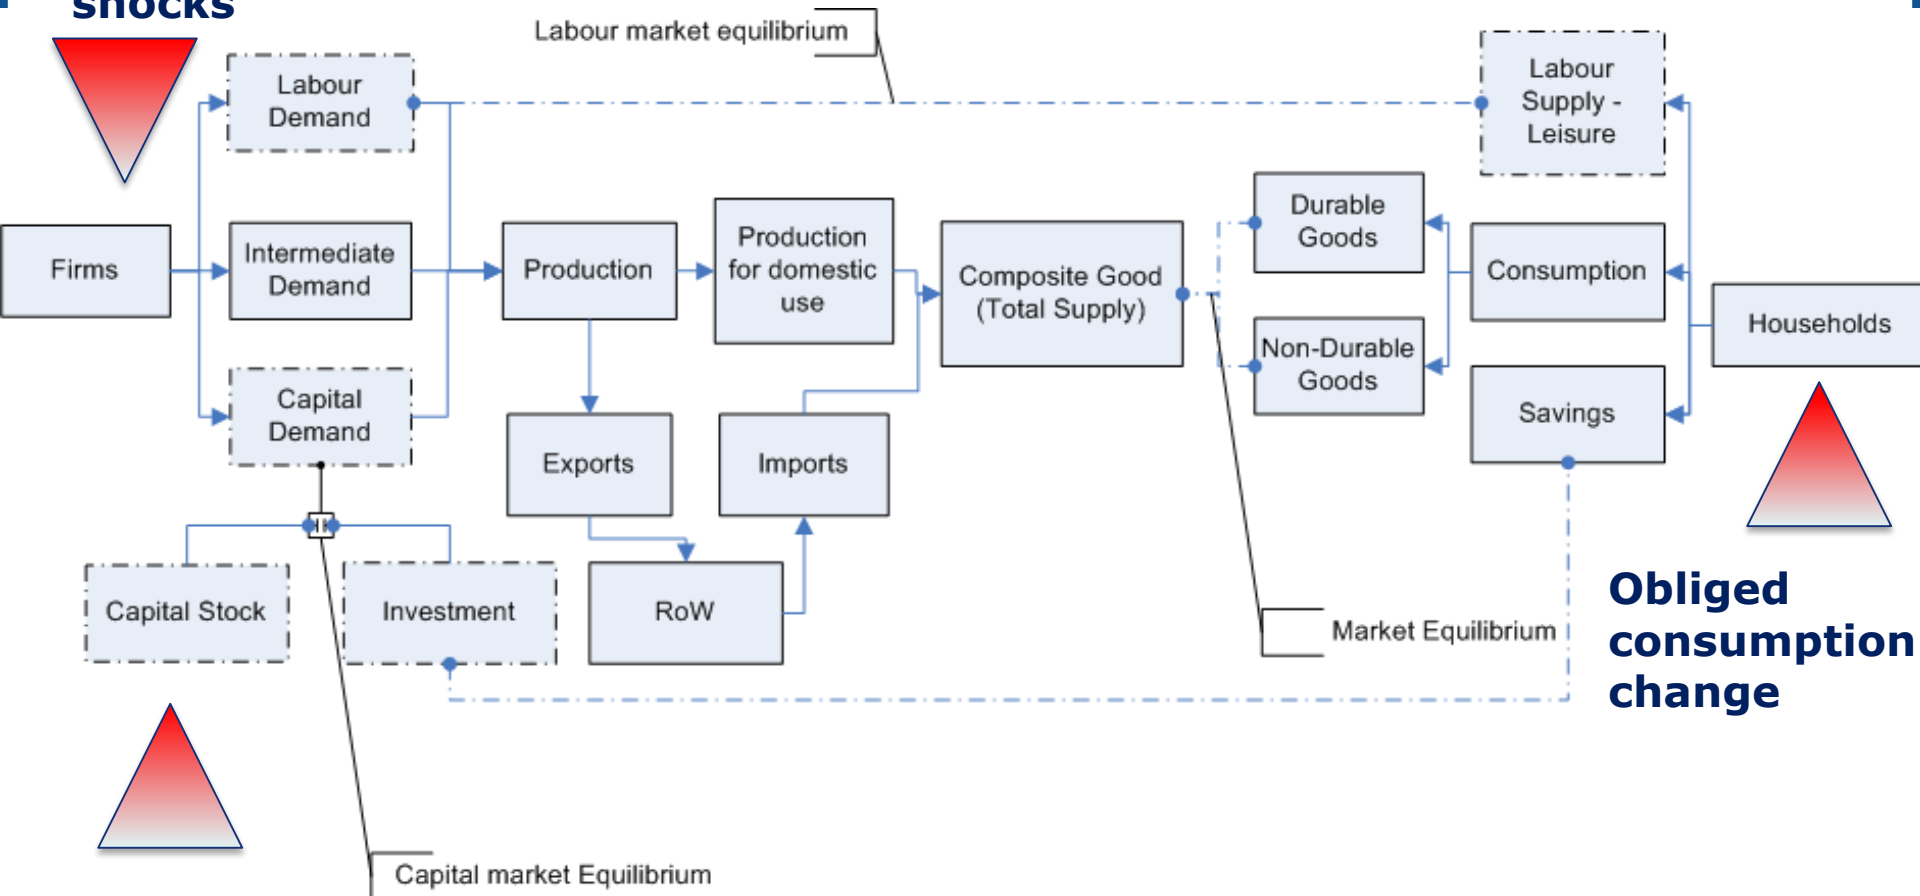 shocks
Labour market equilibrium
Labour
Demand
Labour
Supply -
Leisure
Firms
Intermediate
Demand
Production
Production
for domestic
use
Composite Good
(Total Supply)
Durable
Goods
Consumption
Households
Non-Durable
Goods
Capital
Demand
Savings
Exports
Imports
Capital Stock
Investment
RoW
Market Equilibrium
Obliged
consumption
change
Capital market Equilibrium